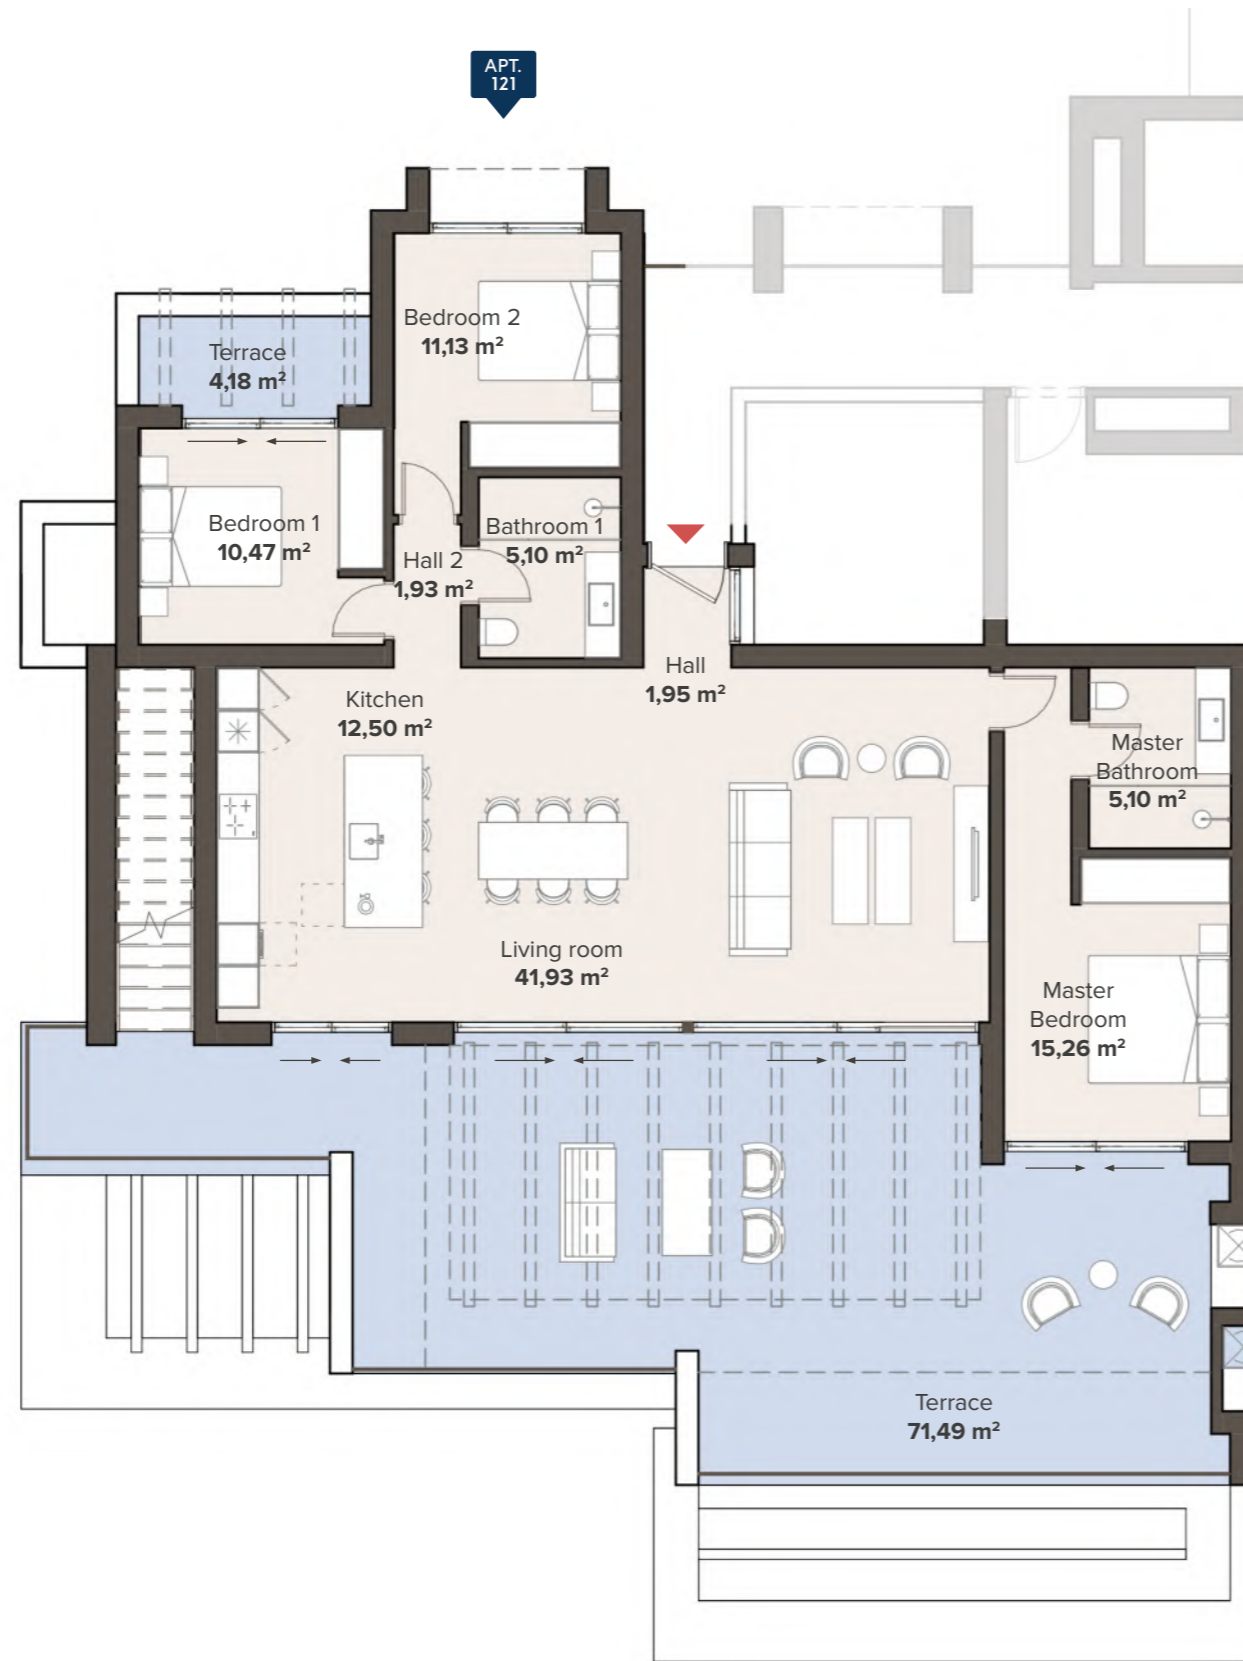 APT.
121
Bedroom 2
11,13 m²
Terrace
4,18 m²
Bedroom 1
10,47 m²
Bathroom 1
5,10 m²
Hall 2
1,93 m²
Hall
1,95 m²
Kitchen
12,50 m²
Master
Bathroom
5,10 m²
Living room
41,93 m²
Master
Bedroom
15,26 m²
Terrace
71,49 m²